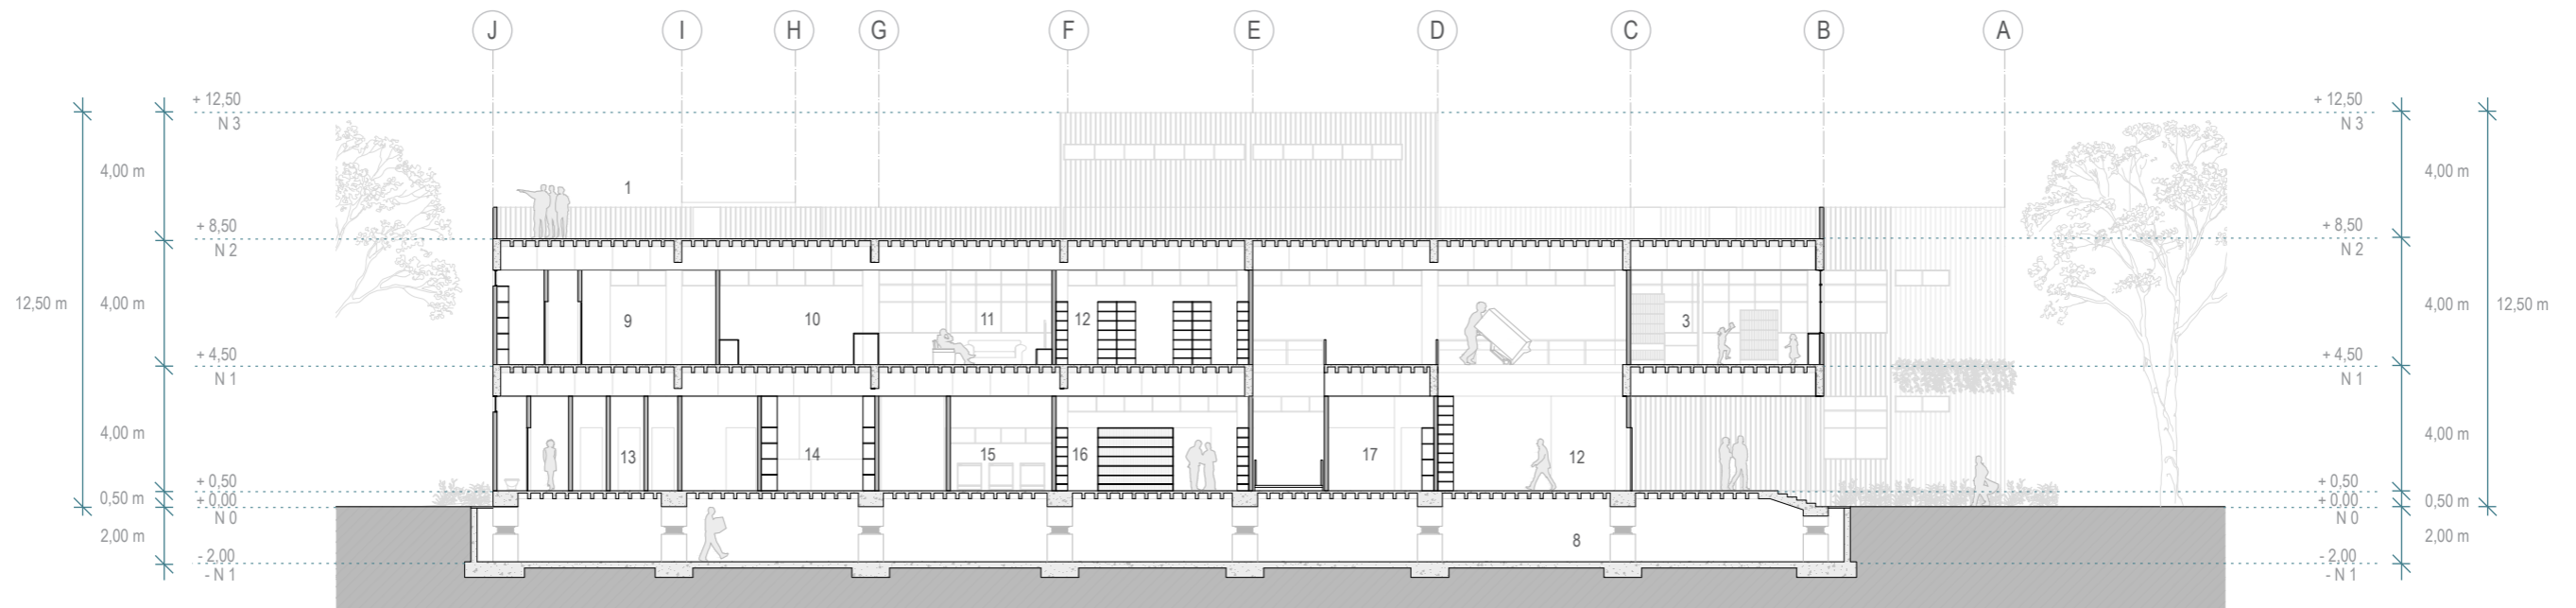 J I H G F E D C B A
+ 12,50 + 12,50
N 3 N 3
4,00 m 1 4,00 m
+ 8,50 + 8,50
N 2 N 2
12,50 m 4,00 m 9 10 11 12 3 4,00 m 12,50 m
+ 4,50 + 4,50
N 1 N 1
4,00 m 13 14 15 16 17 12 4,00 m
+ 0,50 + 0,50
0,50 m + 0,00 + 0,00 0,50 m
N 0 N 0
2,00 m 8 2,00 m
- 2,00 - 2,00
- N 1 - N 1